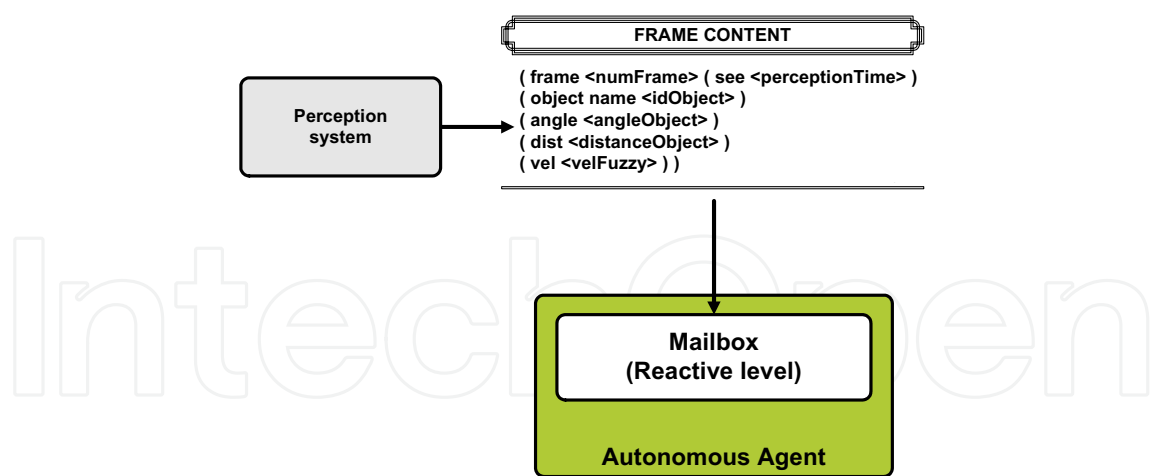 FRAME CONTENT
( frame <numFrame> ( see <perceptionTime> )
( object name <idObject> )
( angle <angleObject> )
( dist <distanceObject> )
( vel <velFuzzy> ) )
Perception
system
IntechOpen
Mailbox
(Reactive level)
Autonomous Agent